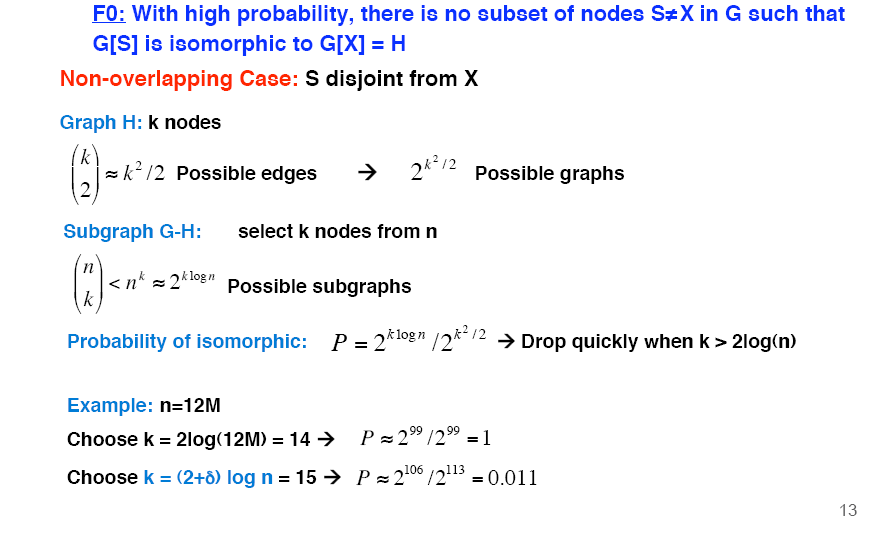 F0: With high probability, there is no subset of nodes S≠X in G such that
G[S] is isomorphic to G[X] = H
Non-overlapping Case: S disjoint from X
Graph H: k nodes
(k 2) ≈ k²/2 Possible edges → 2^(k²/2) Possible graphs
Subgraph G-H: select k nodes from n
(n k) < n^k ≈ 2^(k log n) Possible subgraphs
Probability of isomorphic: P = 2^(k log n) / 2^(k²/2) → Drop quickly when k > 2log(n)
Example: n=12M
Choose k = 2log(12M) = 14 → P ≈ 2^99 / 2^99 = 1
Choose k = (2+δ) log n = 15 → P ≈ 2^106 / 2^113 = 0.011
13